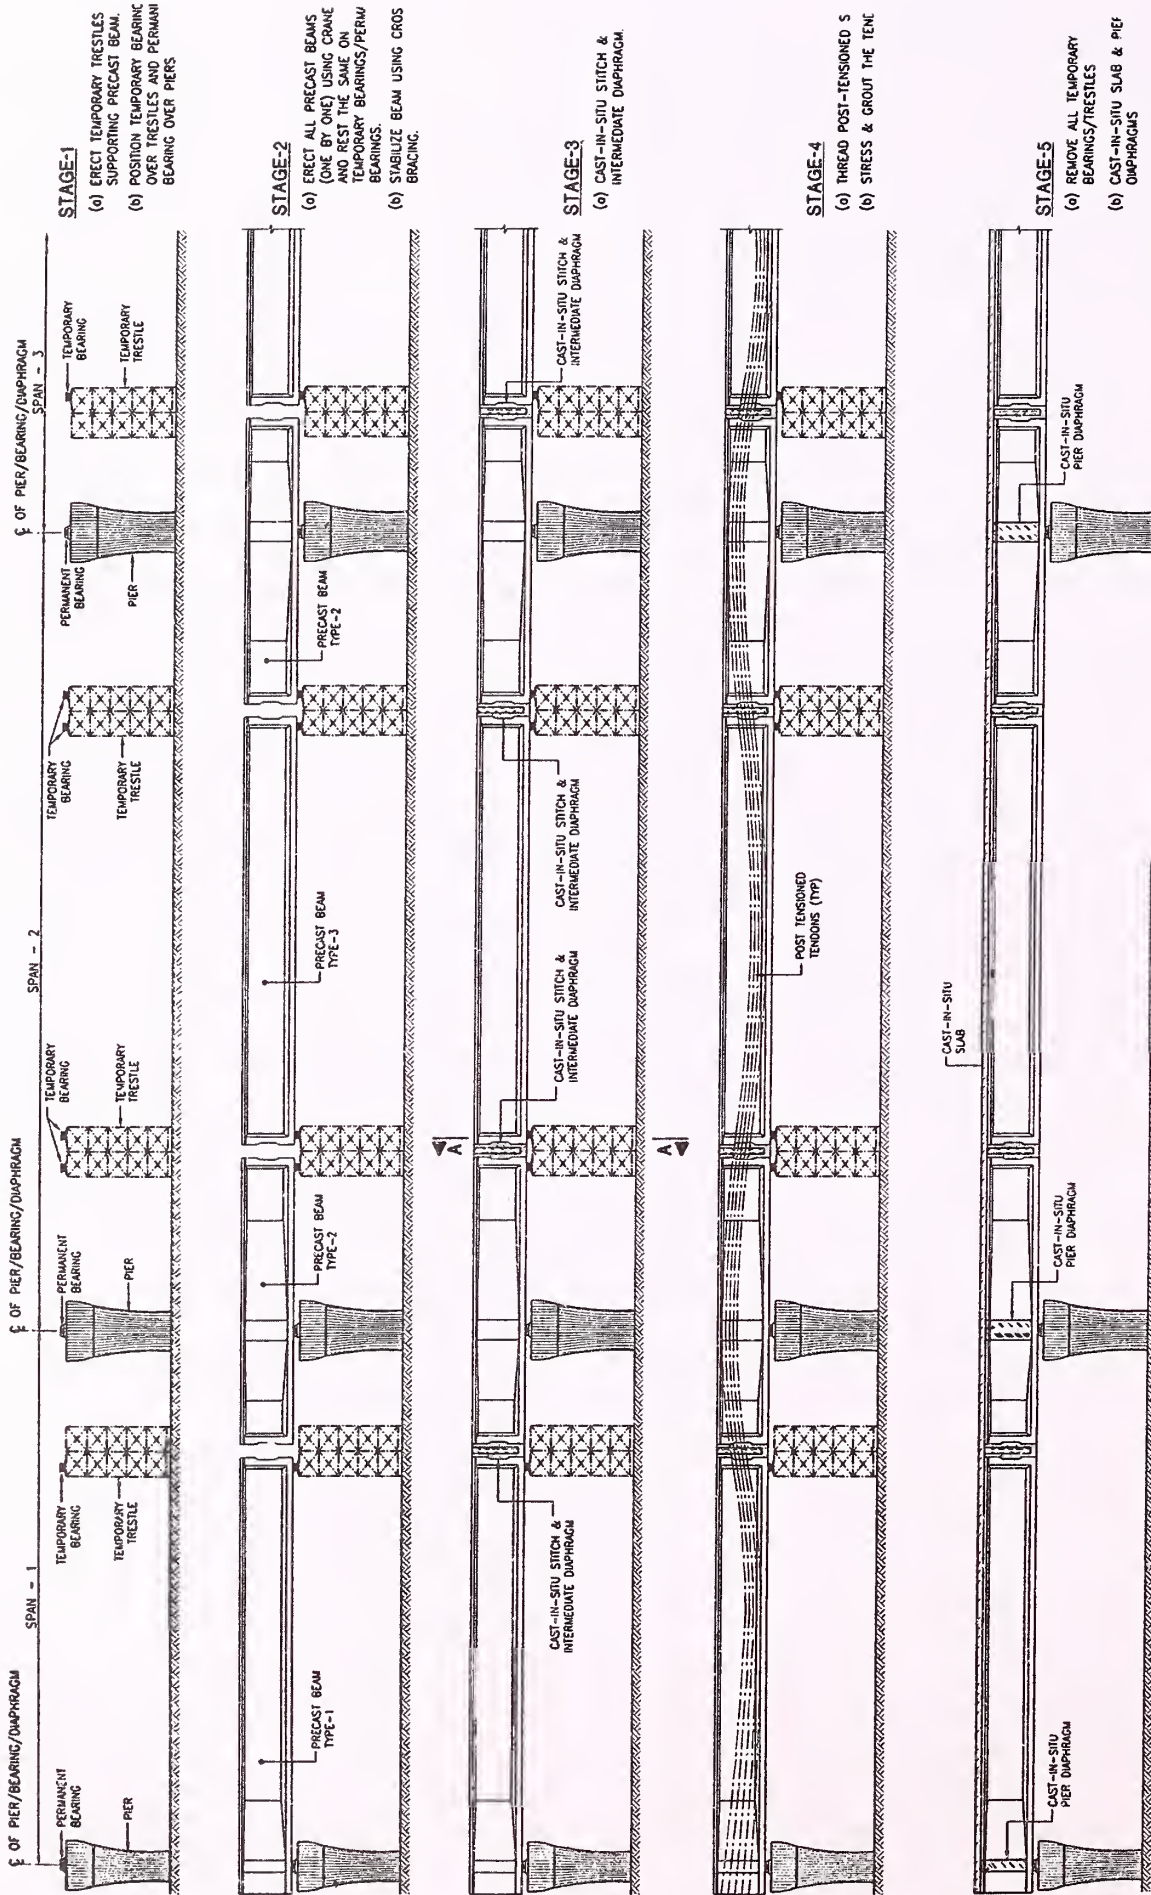 ℄ OF PIER/BEARING/DIAPHRAGM
℄ OF PIER/BEARING/DIAPHRAGM
℄ OF PIER/BEARING/DIAPHRAGM
SPAN - 1
SPAN - 2
SPAN - 3
PERMANENT
BEARING
PIER
TEMPORARY
BEARING
TEMPORARY
TRESTLE
PERMANENT
BEARING
PIER
TEMPORARY
BEARING
TEMPORARY
TRESTLE
TEMPORARY
BEARING
TEMPORARY
TRESTLE
PERMANENT
BEARING
PIER
TEMPORARY
BEARING
TEMPORARY
TRESTLE
STAGE-1
(a) ERECT TEMPORARY TRESTLES
SUPPORTING PRECAST BEAM.
(b) POSITION TEMPORARY BEARING
OVER TRESTLES AND PERMANI
BEARING OVER PIERS
PRECAST BEAM
TYPE-1
PRECAST BEAM
TYPE-2
PRECAST BEAM
TYPE-3
PRECAST BEAM
TYPE-2
STAGE-2
(a) ERECT ALL PRECAST BEAMS
(ONE BY ONE) USING CRANE
AND REST THE SAME ON
TEMPORARY BEARINGS/PERM
BEARINGS.
(b) STABILIZE BEAM USING CROS
BRACING.
CAST-IN-SITU STITCH &
INTERMEDIATE DIAPHRAGM
A
CAST-IN-SITU STITCH &
INTERMEDIATE DIAPHRAGM
CAST-IN-SITU STITCH &
INTERMEDIATE DIAPHRAGM
CAST-IN-SITU STITCH &
INTERMEDIATE DIAPHRAGM
STAGE-3
(a) CAST-IN-SITU STITCH &
INTERMEDIATE DIAPHRAGM.
A
POST TENSIONED
TENDONS (TYP)
STAGE-4
(a) THREAD POST-TENSIONED S
(b) STRESS & GROUT THE TEND
CAST-IN-SITU
PIER DIAPHRAGM
CAST-IN-SITU
PIER DIAPHRAGM
CAST-IN-SITU
SLAB
CAST-IN-SITU
PIER DIAPHRAGM
STAGE-5
(a) REMOVE ALL TEMPORARY
BEARINGS/TRESTLES
(b) CAST-IN-SITU SLAB & PIER
DIAPHRAGMS